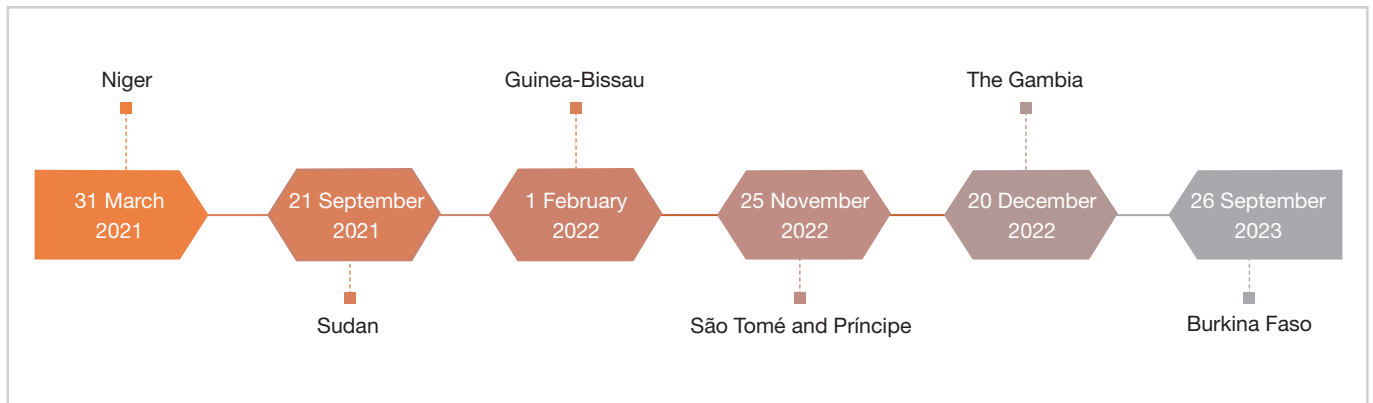 Niger
Guinea-Bissau
The Gambia
31 March
2021
21 September
2021
1 February
2022
25 November
2022
20 December
2022
26 September
2023
Sudan
São Tomé and Príncipe
Burkina Faso